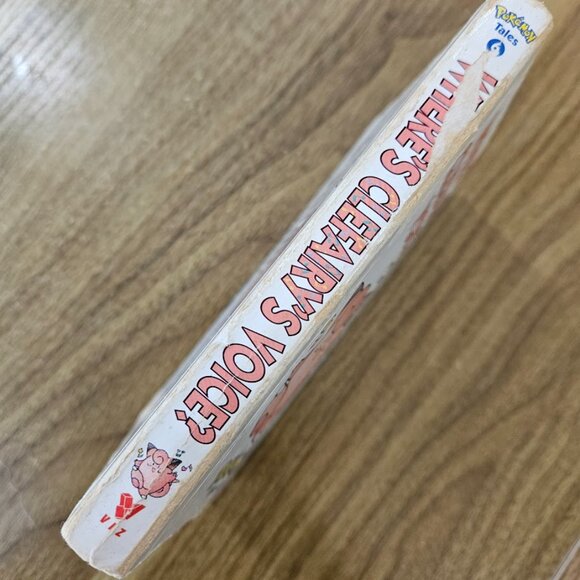 POKéMON
Tales
6
WHERE'S CLEFAIRY'S VOICE?
VIZ